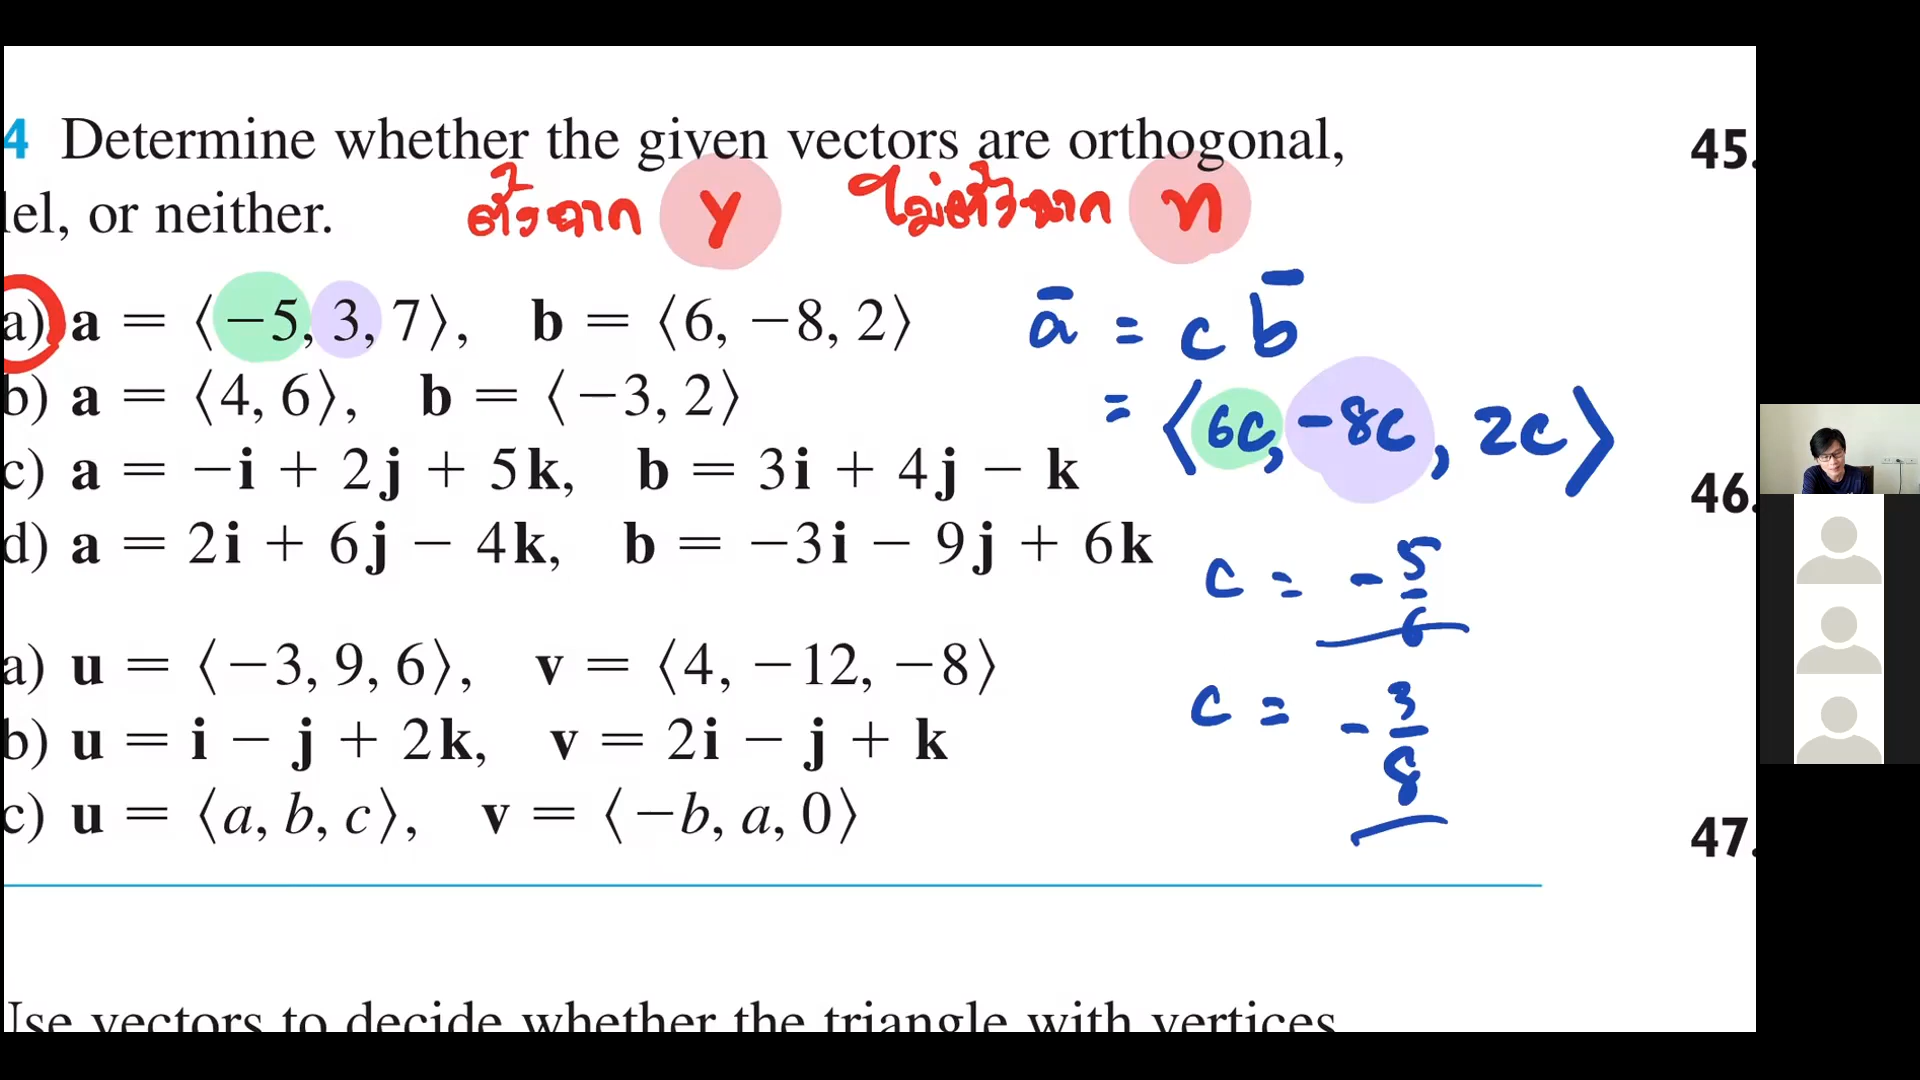 4 Determine whether the given vectors are orthogonal,
lel, or neither.
ตั้งฉาก y ไม่ตั้งฉาก n
a) a = ⟨−5, 3, 7⟩, b = ⟨6, −8, 2⟩
b) a = ⟨4, 6⟩, b = ⟨−3, 2⟩
c) a = −i + 2j + 5k, b = 3i + 4j − k
d) a = 2i + 6j − 4k, b = −3i − 9j + 6k
a) u = ⟨−3, 9, 6⟩, v = ⟨4, −12, −8⟩
b) u = i − j + 2k, v = 2i − j + k
c) u = ⟨a, b, c⟩, v = ⟨−b, a, 0⟩
Use vectors to decide whether the triangle with vertices
ā = c b̄
= ⟨6c, −8c, 2c⟩
c = − 5/6
c = − 3/8
45.
46.
47.